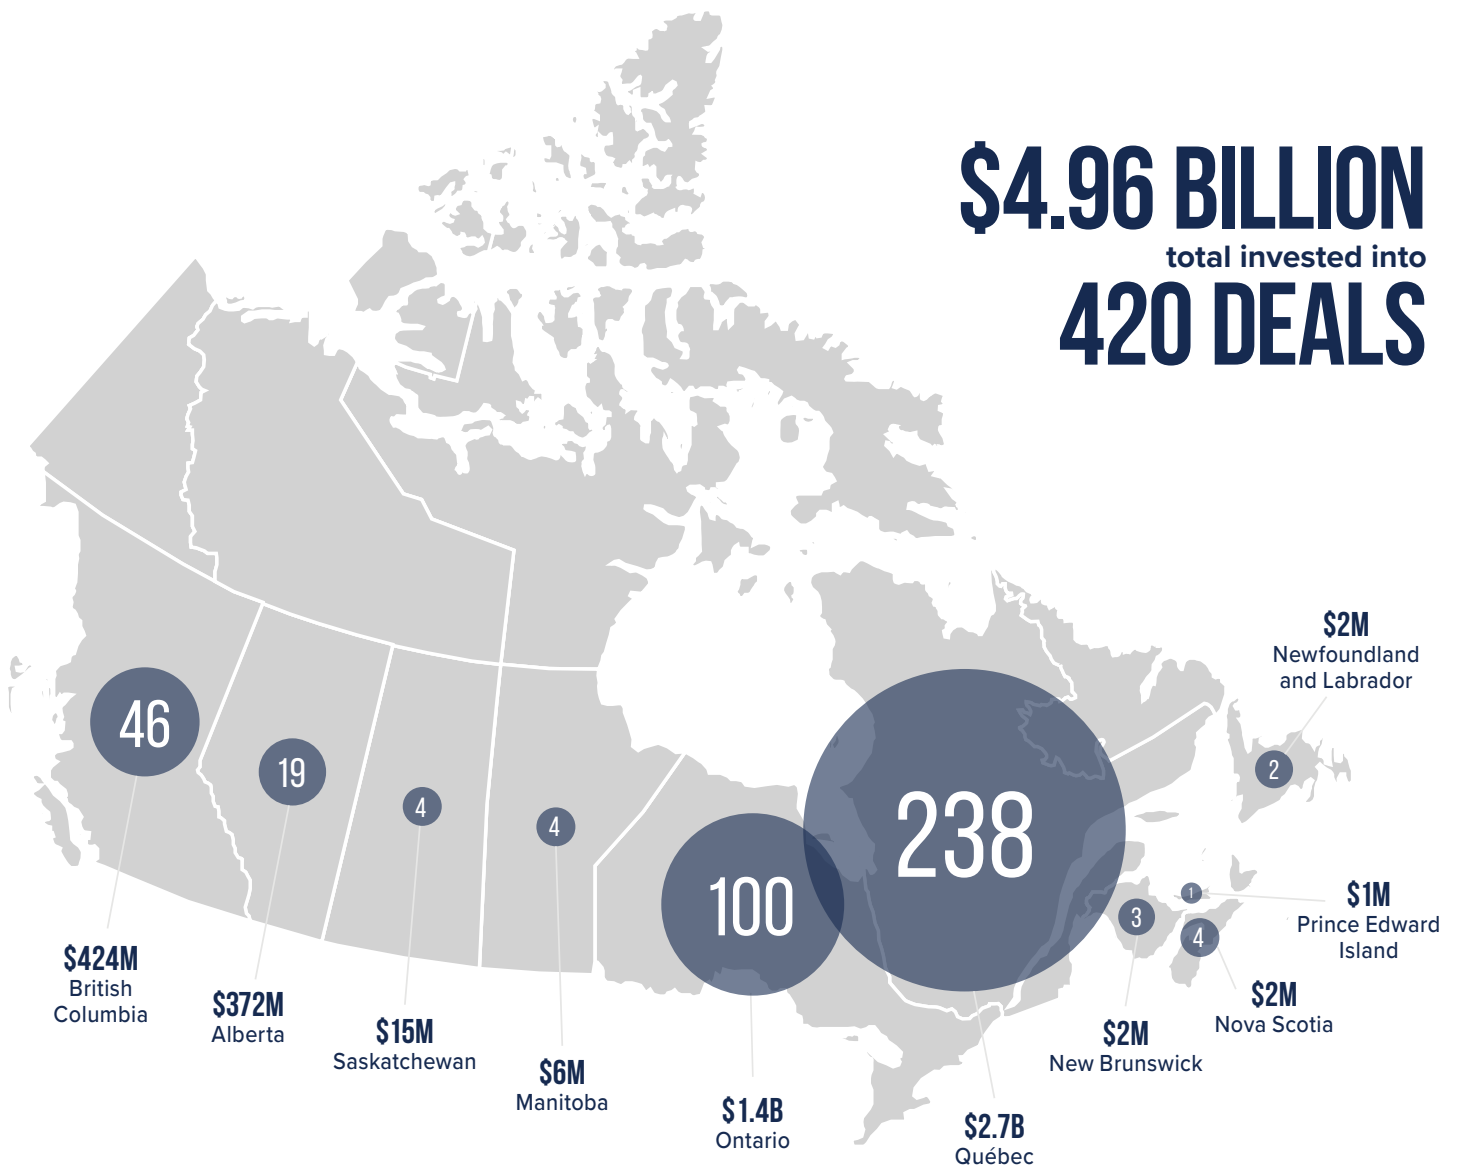 $4.96 BILLION
total invested into
420 DEALS
$2M
Newfoundland
and Labrador
46
19
4
4
100
238
2
3
1
4
$1M
Prince Edward
Island
$424M
British
Columbia
$372M
Alberta
$15M
Saskatchewan
$6M
Manitoba
$1.4B
Ontario
$2.7B
Québec
$2M
New Brunswick
$2M
Nova Scotia